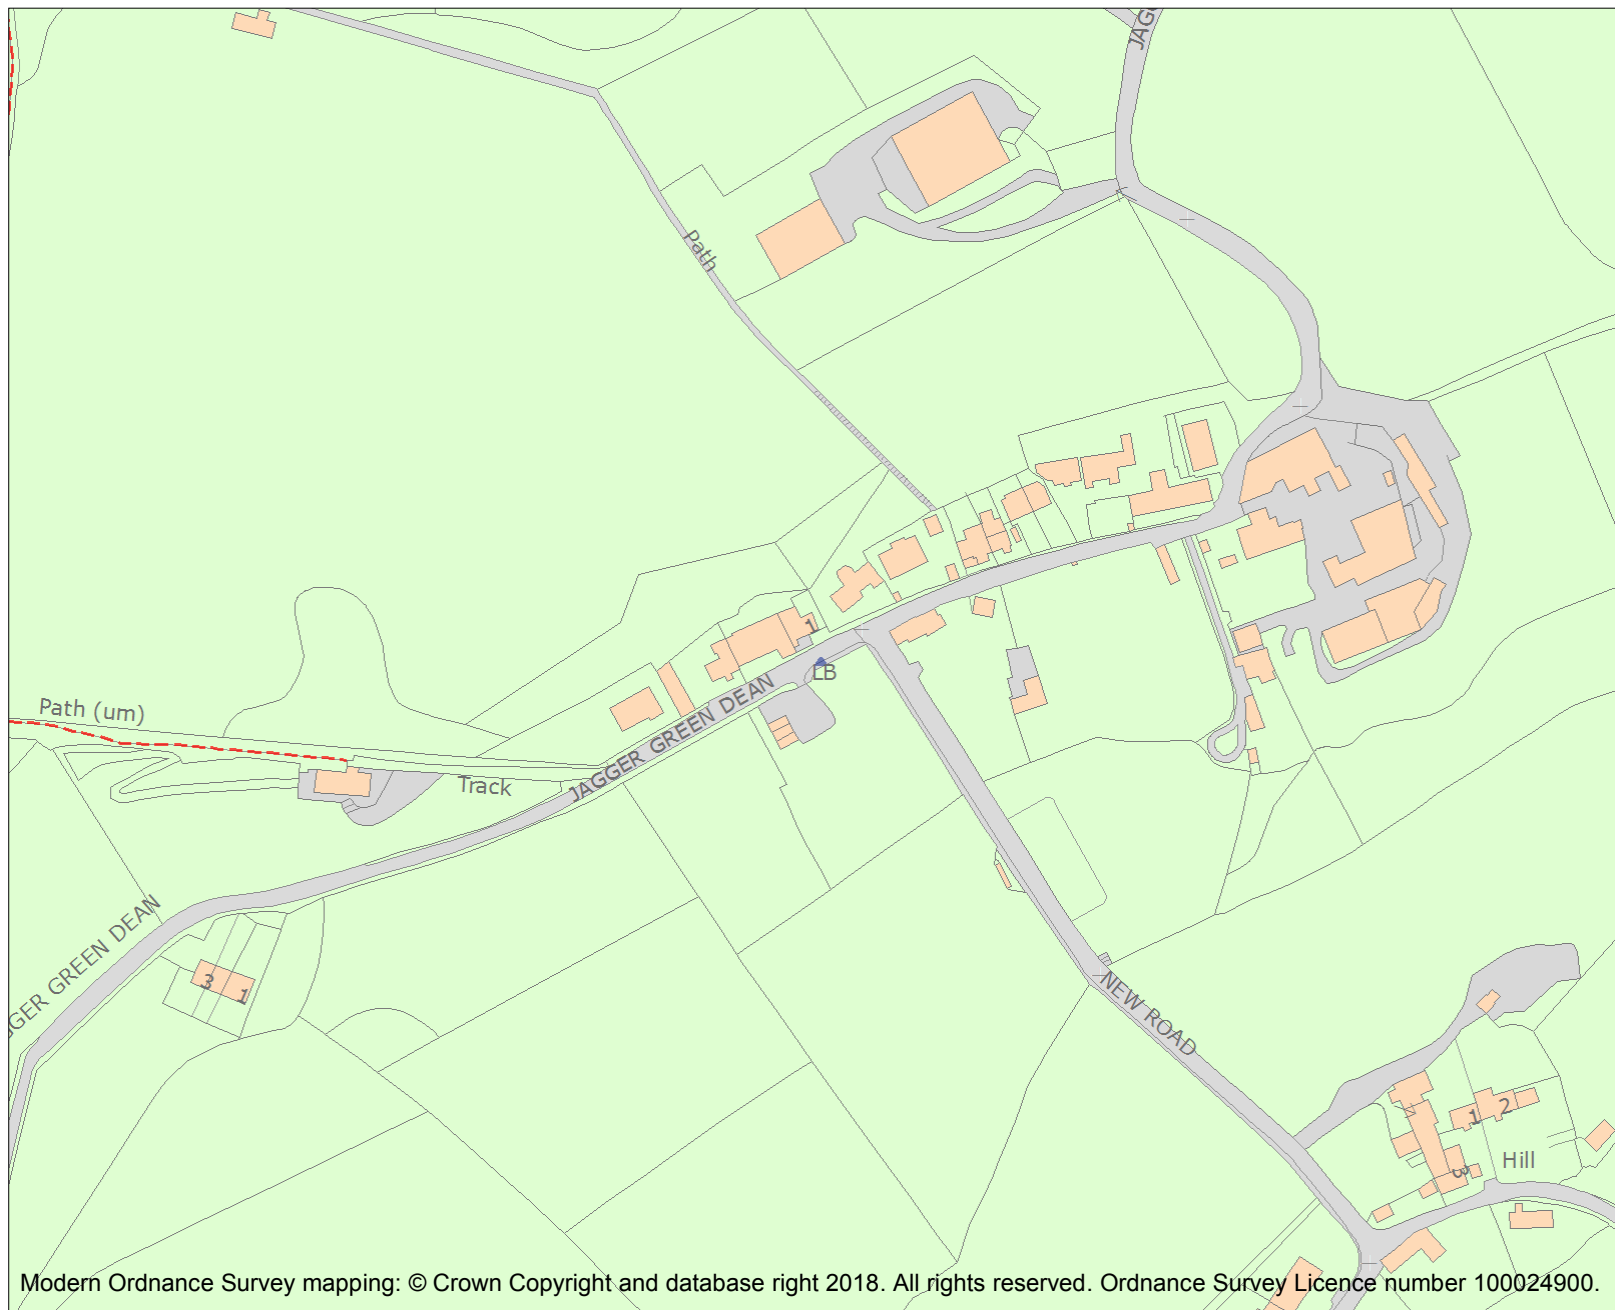 JAGG
Path
1
LB
JAGGER GREEN DEAN
Path (um)
Track
GGER GREEN DEAN
3
1
NEW ROAD
1
2
Hill
3
Modern Ordnance Survey mapping: © Crown Copyright and database right 2018. All rights reserved. Ordnance Survey Licence number 100024900.